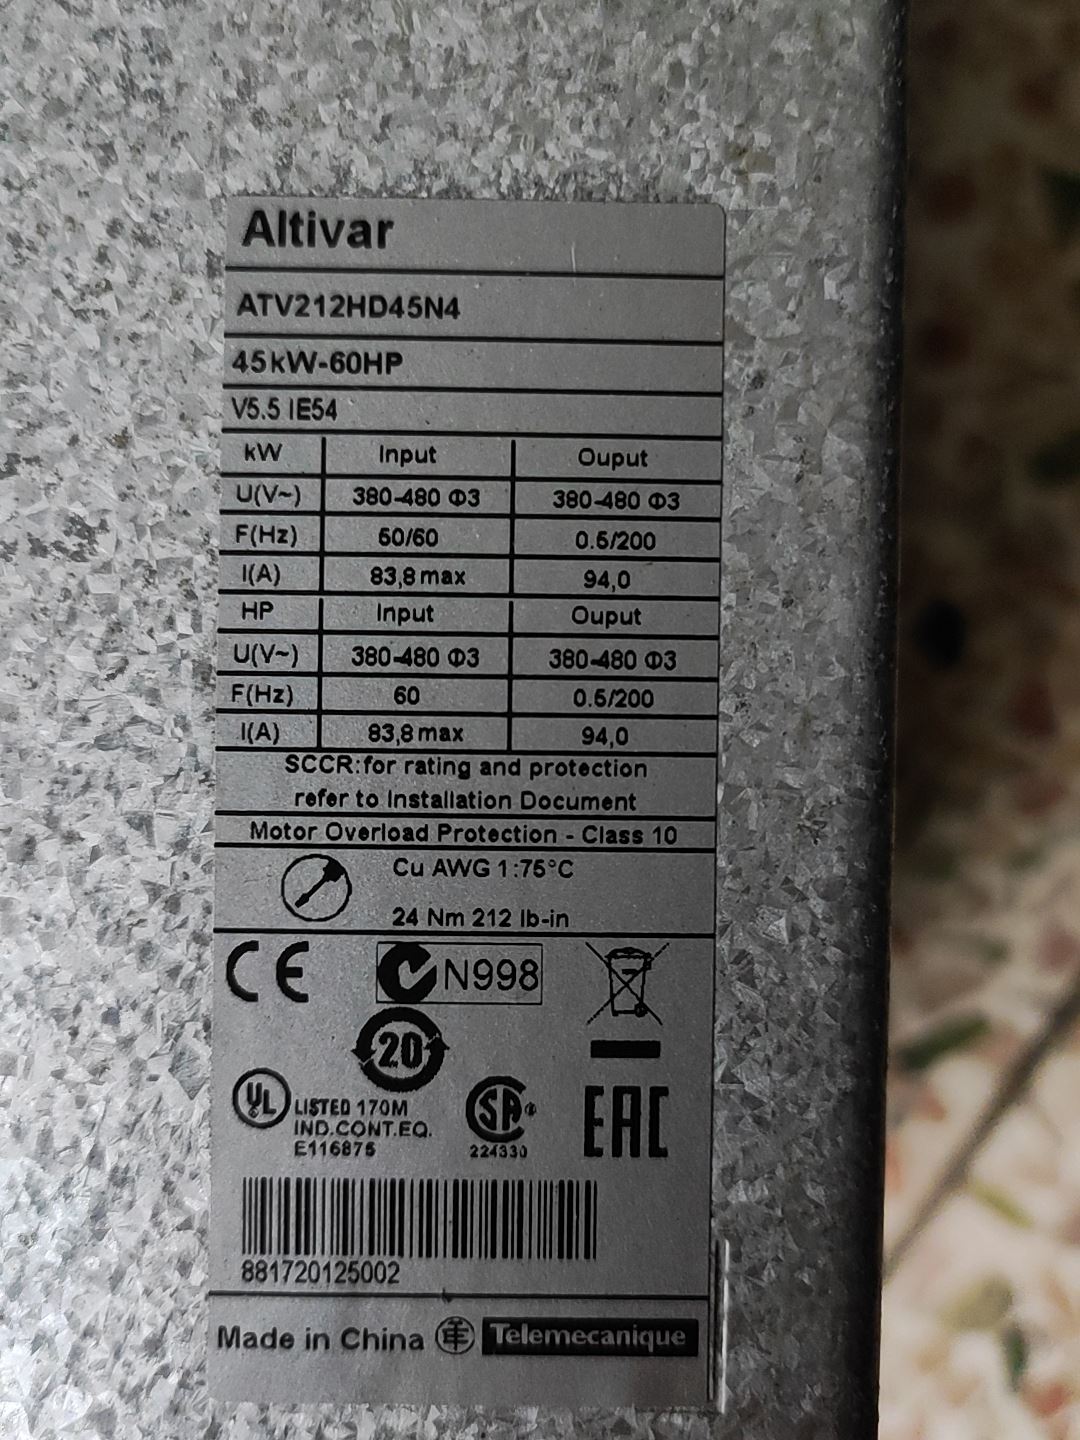 Altivar
ATV212HD45N4
45kW-60HP
V5.5 IE54
kW Input Ouput
U(V~) 380-480 Φ3 380-480 Φ3
F(Hz) 50/60 0.5/200
I(A) 83,8max 94,0
HP Input Ouput
U(V~) 380-480 Φ3 380-480 Φ3
F(Hz) 60 0.5/200
I(A) 83,8max 94,0
SCCR:for rating and protection
refer to Installation Document
Motor Overload Protection - Class 10
Cu AWG 1:75°C
24 Nm 212 lb-in
CE N998
20
UL LISTED 170M
IND.CONT.EQ.
E116875
SA ®
224330
EAC
881720125002
Made in China Telemecanique